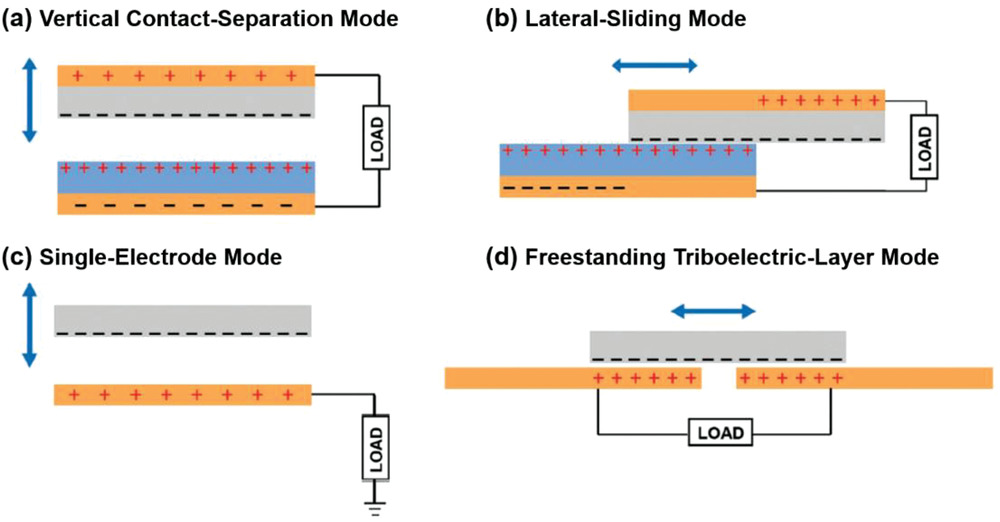 (a) Vertical Contact-Separation Mode
LOAD
(b) Lateral-Sliding Mode
LOAD
(c) Single-Electrode Mode
LOAD
(d) Freestanding Triboelectric-Layer Mode
LOAD